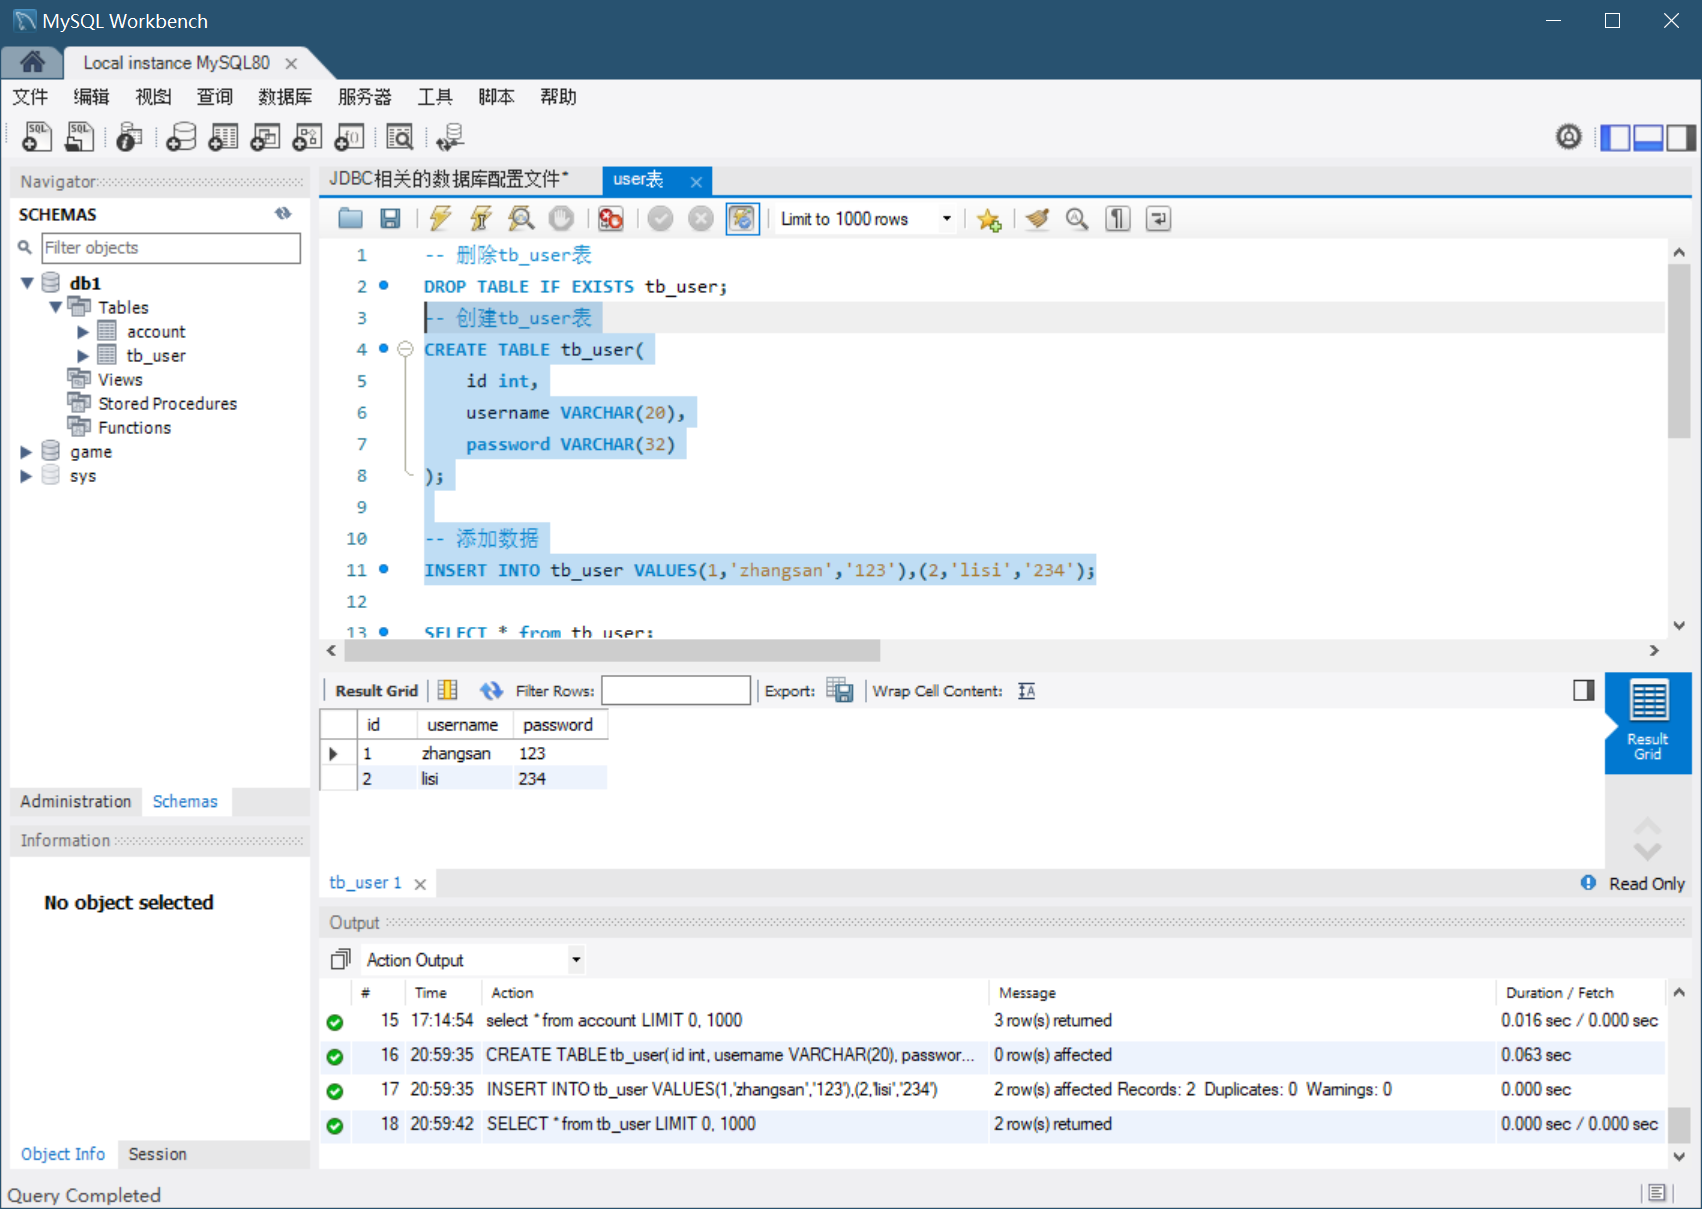 MySQL Workbench
Local instance MySQL80
文件 编辑 视图 查询 数据库 服务器 工具 脚本 帮助
Navigator
SCHEMAS
Filter objects
db1
Tables
account
tb_user
Views
Stored Procedures
Functions
game
sys
Administration Schemas
Information
No object selected
Object Info Session
JDBC相关的数据库配置文件* user表
Limit to 1000 rows
1 -- 删除tb_user表
2 DROP TABLE IF EXISTS tb_user;
3 -- 创建tb_user表
4 CREATE TABLE tb_user(
5 id int,
6 username VARCHAR(20),
7 password VARCHAR(32)
8 );
9
10 -- 添加数据
11 INSERT INTO tb_user VALUES(1,'zhangsan','123'),(2,'lisi','234');
12
13 SELECT * from tb_user;
Result Grid Filter Rows: Export: Wrap Cell Content:
id username password
1 zhangsan 123
2 lisi 234
Result
Grid
tb_user 1
Read Only
Output
Action Output
# Time Action Message Duration / Fetch
15 17:14:54 select * from account LIMIT 0, 1000 3 row(s) returned 0.016 sec / 0.000 sec
16 20:59:35 CREATE TABLE tb_user( id int, username VARCHAR(20), passwor... 0 row(s) affected 0.063 sec
17 20:59:35 INSERT INTO tb_user VALUES(1,'zhangsan','123'),(2,'lisi','234') 2 row(s) affected Records: 2 Duplicates: 0 Warnings: 0 0.000 sec
18 20:59:42 SELECT * from tb_user LIMIT 0, 1000 2 row(s) returned 0.000 sec / 0.000 sec
Query Completed